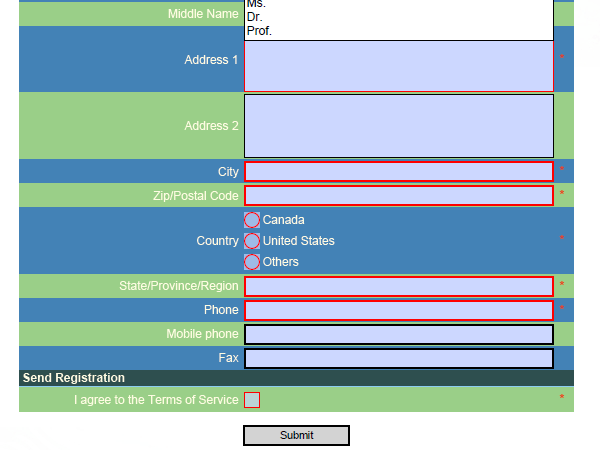 Ms.
Middle Name
Dr.
Prof.
Address 1 *
Address 2
City *
Zip/Postal Code *
Canada
Country United States *
Others
State/Province/Region *
Phone *
Mobile phone
Fax
Send Registration
I agree to the Terms of Service *
Submit